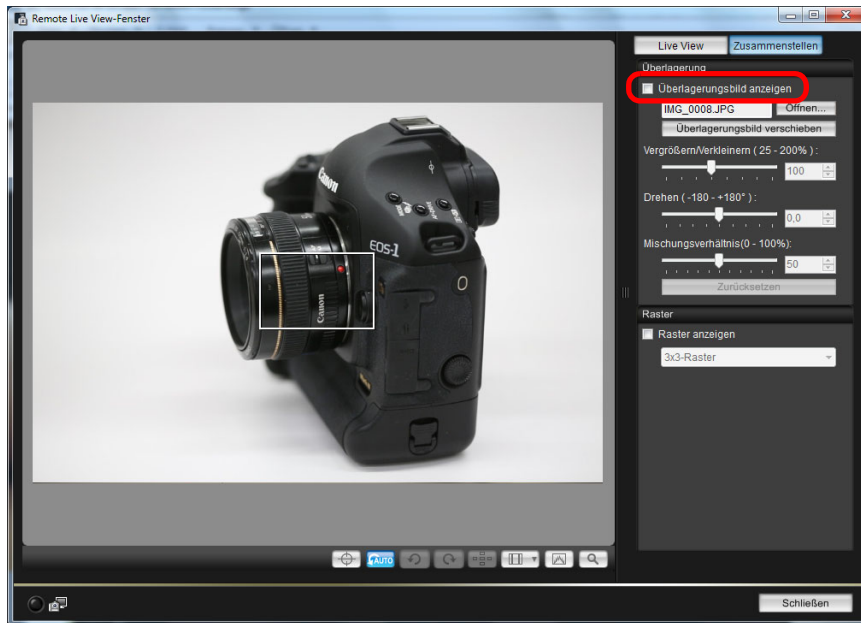 Remote Live View-Fenster
Live View
Zusammenstellen
Überlagerung
Überlagerungsbild anzeigen
IMG_0008.JPG
Öffnen...
Überlagerungsbild verschieben
Vergrößern/Verkleinern ( 25 - 200% ) :
100
Drehen ( -180 - +180° ) :
0,0
Mischungsverhältnis(0 - 100%):
50
Zurücksetzen
Raster
Raster anzeigen
3x3-Raster
Canon
EOS-1
Canon
AUTO
Schließen